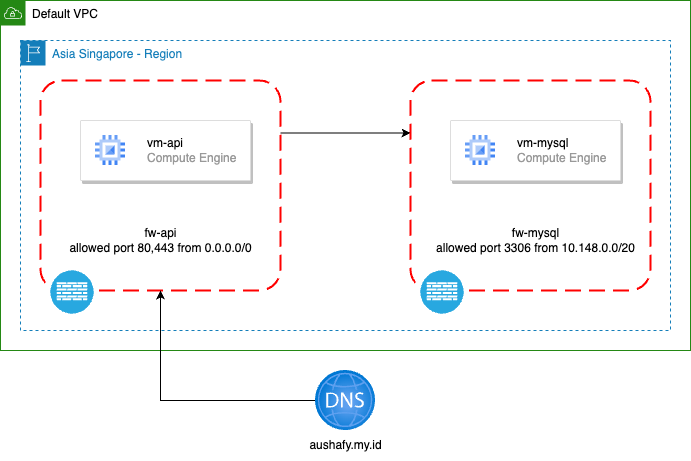 Default VPC
Asia Singapore - Region
vm-api
Compute Engine
fw-api
allowed port 80,443 from 0.0.0.0/0
vm-mysql
Compute Engine
fw-mysql
allowed port 3306 from 10.148.0.0/20
DNS
aushafy.my.id